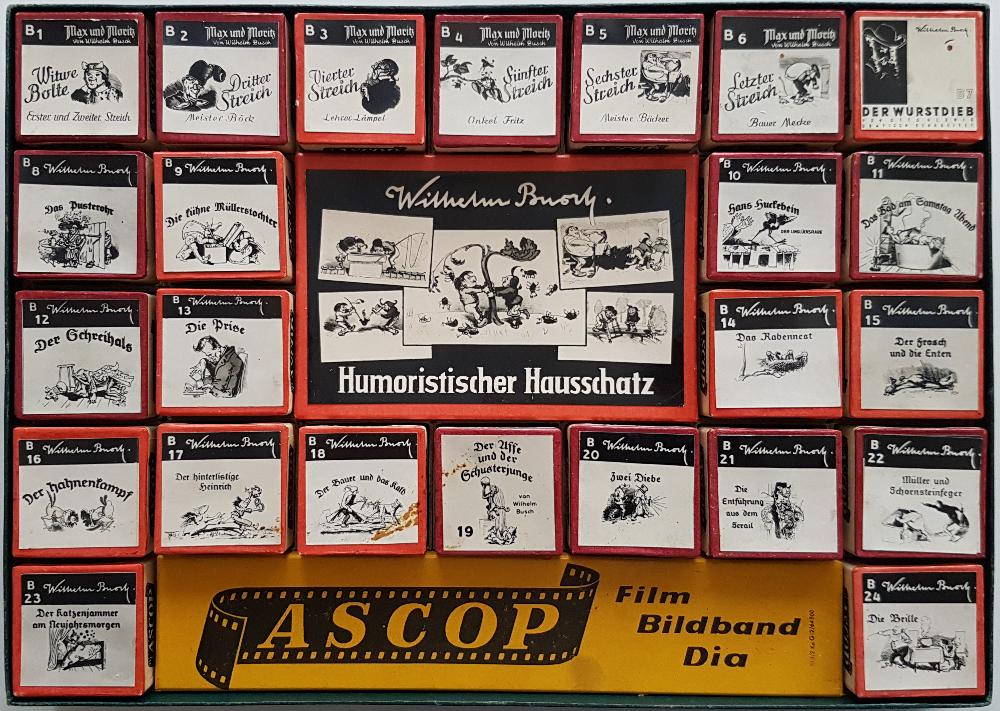 B 1 Max und Moritz
von Wilhelm Busch
Witwe
Bolte
Erster und Zweiter Streich
B 2 Max und Moritz
von Wilhelm Busch
Dritter
Streich
Meister Böck
B 3 Max und Moritz
von Wilhelm Busch
Vierter
Streich
Lehrer Lämpel
B 4 Max und Moritz
von Wilhelm Busch
Fünfter
Streich
Onkel Fritz
B 5 Max und Moritz
von Wilhelm Busch
Sechster
Streich
Meister Bäcker
B 6 Max und Moritz
von Wilhelm Busch
Letzter
Streich
Bauer Mecke
Wilhelm Busch
B7
DER WURSTDIEB
B 8 Wilhelm Busch.
Das Pusterohr
B 9 Wilhelm Busch.
Die kühne Müllerstochter
Wilhelm Busch.
Humoristischer Hausschatz
B 10 Wilhelm Busch.
Hans Huckebein
DER UNGLÜCKSRABE
B 11 Wilhelm Busch.
Das Bad am Samstag Abend
B 12 Wilhelm Busch.
Der Schreihals
B 13 Wilhelm Busch.
Die Prise
B 14 Wilhelm Busch.
Das Rabennest
B 15 Wilhelm Busch.
Der Frosch
und die Enten
B 16 Wilhelm Busch.
Der Hahnenkampf
B 17 Wilhelm Busch.
Der hinterlistige
Heinrich
B 18 Wilhelm Busch.
Der Bauer und das Kalb
Der Affe
und der
Schusterjunge
von
Wilhelm
Busch
19
B 20 Wilhelm Busch.
Zwei Diebe
B 21 Wilhelm Busch.
Die
Entführung
aus dem
Serail
B 22 Wilhelm Busch.
Müller und
Schornsteinfeger
B 23 Wilhelm Busch.
Der Katzenjammer
am Neujahrsmorgen
ASCOP
ASCOP
Film
Bildband
Dia
B 24 Wilhelm Busch.
Die Brille